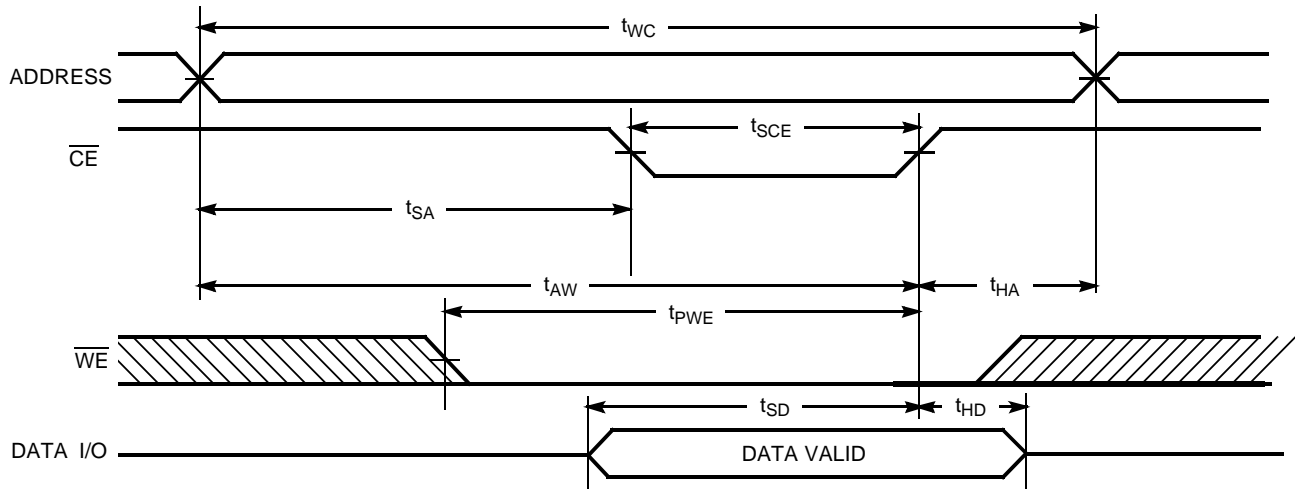 tWC
ADDRESS
tSCE
CE
tSA
tAW
tHA
tPWE
WE
tSD
tHD
DATA I/O
DATA VALID